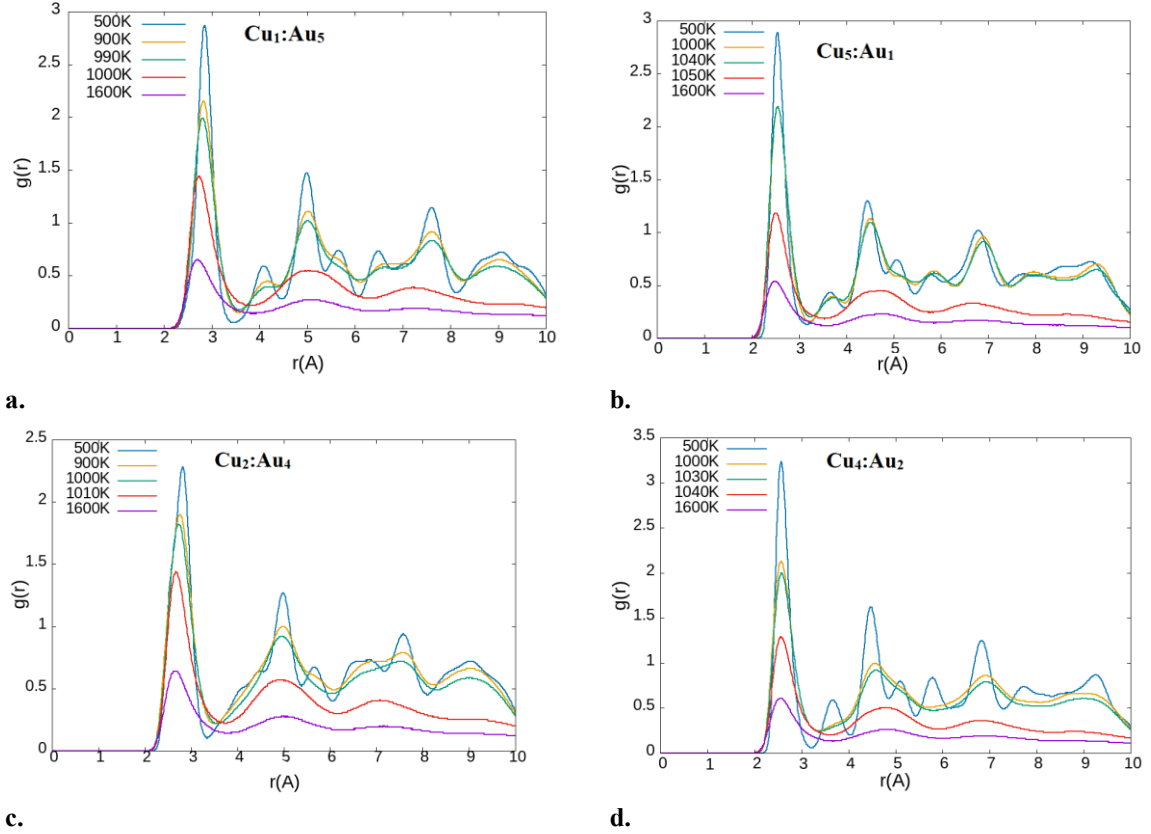 Cu1:Au5
500K
900K
990K
1000K
1600K
3
2.5
2
1.5
1
0.5
0
g(r)
0 1 2 3 4 5 6 7 8 9 10
r(A)
a.
Cu5:Au1
500K
1000K
1040K
1050K
1600K
3
2.5
2
1.5
1
0.5
0
g(r)
0 1 2 3 4 5 6 7 8 9 10
r(A)
b.
Cu2:Au4
500K
900K
1000K
1010K
1600K
2.5
2
1.5
1
0.5
0
g(r)
0 1 2 3 4 5 6 7 8 9 10
r(A)
c.
Cu4:Au2
500K
1000K
1030K
1040K
1600K
3.5
3
2.5
2
1.5
1
0.5
0
g(r)
0 1 2 3 4 5 6 7 8 9 10
r(A)
d.